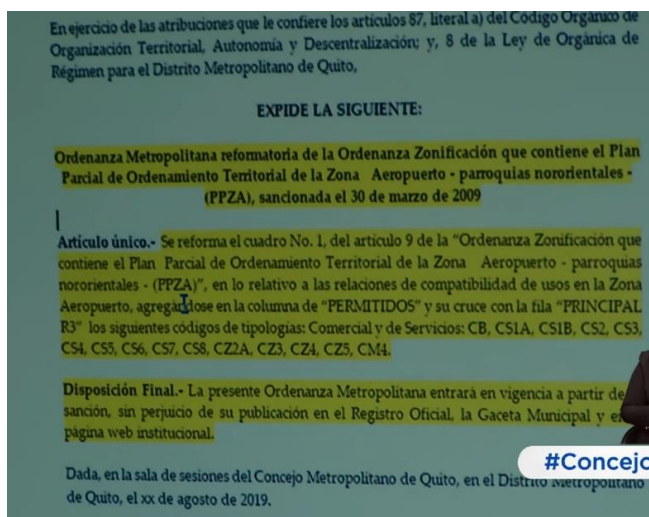 En ejercicio de las atribuciones que le confiere los artículos 87, literal a) del Código Orgánico de
Organización Territorial, Autonomía y Descentralización; y, 8 de la Ley de Orgánica de
Régimen para el Distrito Metropolitano de Quito,
EXPIDE LA SIGUIENTE:
Ordenanza Metropolitana reformatoria de la Ordenanza Zonificación que contiene el Plan
Parcial de Ordenamiento Territorial de la Zona Aeropuerto - parroquias nororientales -
(PPZA), sancionada el 30 de marzo de 2009
Artículo único.- Se reforma el cuadro No. 1, del artículo 9 de la "Ordenanza Zonificación que
contiene el Plan Parcial de Ordenamiento Territorial de la Zona Aeropuerto - parroquias
nororientales - (PPZA)", en lo relativo a las relaciones de compatibilidad de usos en la Zona
Aeropuerto, agregándose en la columna de "PERMITIDOS" y su cruce con la fila "PRINCIPAL
R3" los siguientes códigos de tipologías: Comercial y de Servicios: CB, CS1A, CS1B, CS2, CS3,
CS4, CS5, CS6, CS7, CS8, CZ2A, CZ3, CZ4, CZ5, CM4.
Disposición Final.- La presente Ordenanza Metropolitana entrará en vigencia a partir de
sanción, sin perjuicio de su publicación en el Registro Oficial, la Gaceta Municipal y
página web institucional.
#Concejo
Dada, en la sala de sesiones del Concejo Metropolitano de Quito, en el Distrito Metropolitano
de Quito, el xx de agosto de 2019.